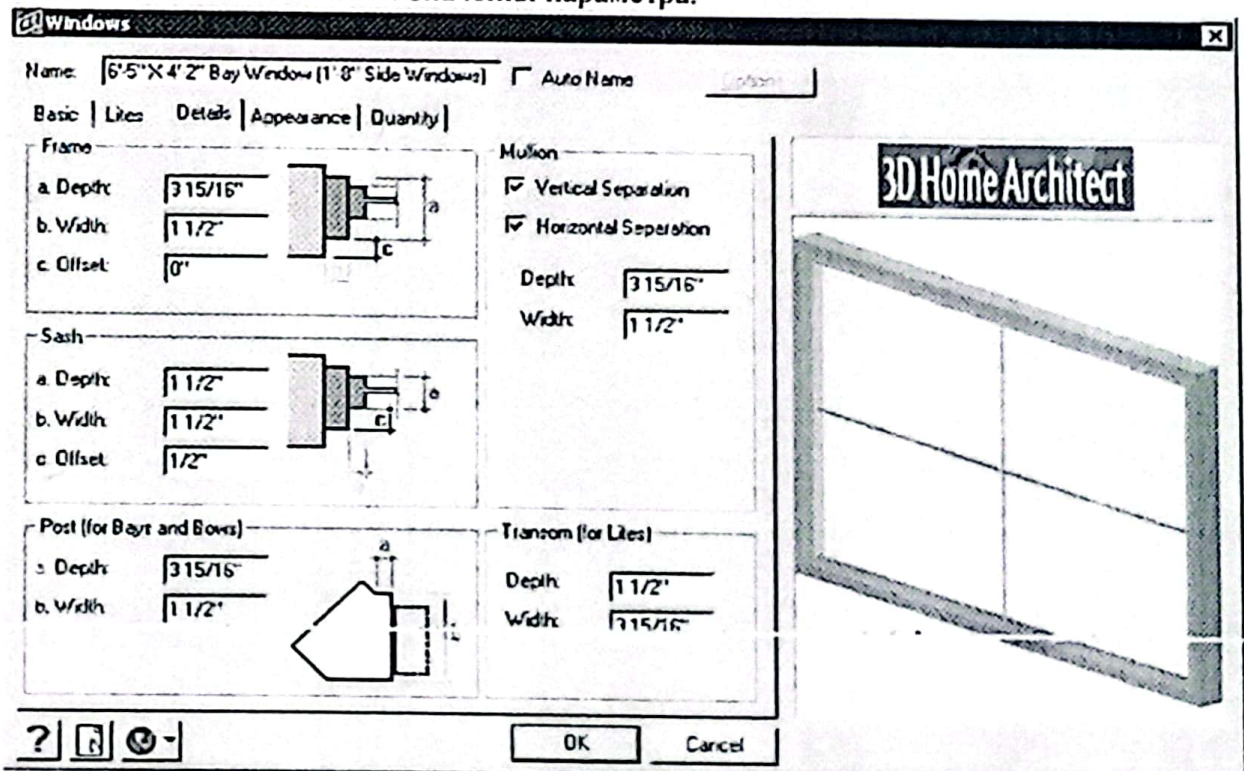 параметра.
Windows
Name: 6'-5"X 4' 2" Bay Window (1' 8" Side Windows) Auto Name
Basic Lites Details Appearance Quantity
Frame
a. Depth: 3 15/16"
b. Width: 1 1/2"
c. Offset: 0"
a
c
Mullion
Vertical Separation
Horizontal Separation
Depth: 3 15/16"
Width: 1 1/2"
3D Home Architect
Sash
a. Depth: 1 1/2"
b. Width: 1 1/2"
c. Offset: 1/2"
a
c
Post (for Bays and Bows)
a. Depth: 3 15/16"
b. Width: 1 1/2"
a
Transom (for Lites)
Depth: 1 1/2"
Width: 3 15/16"
?
OK Cancel